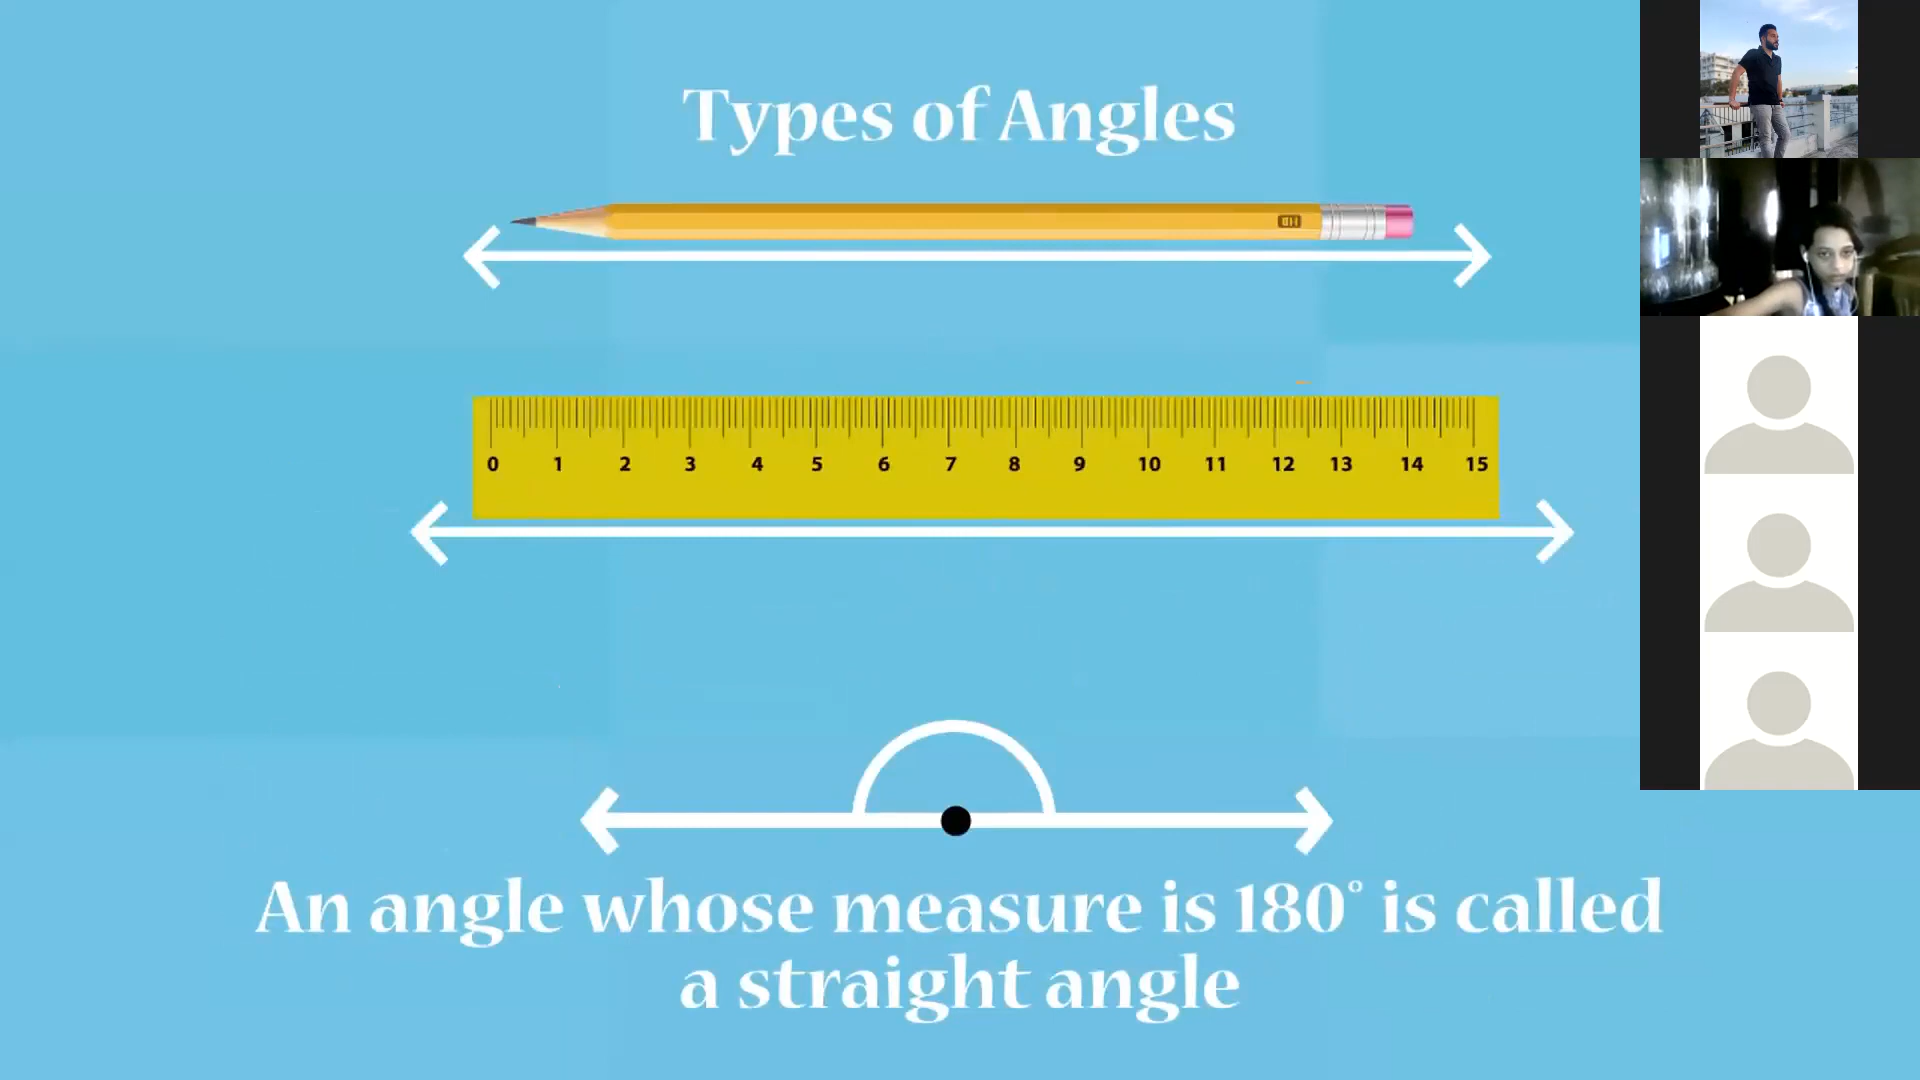 Types of Angles
HB
0 1 2 3 4 5 6 7 8 9 10 11 12 13 14 15
An angle whose measure is 180° is called
a straight angle